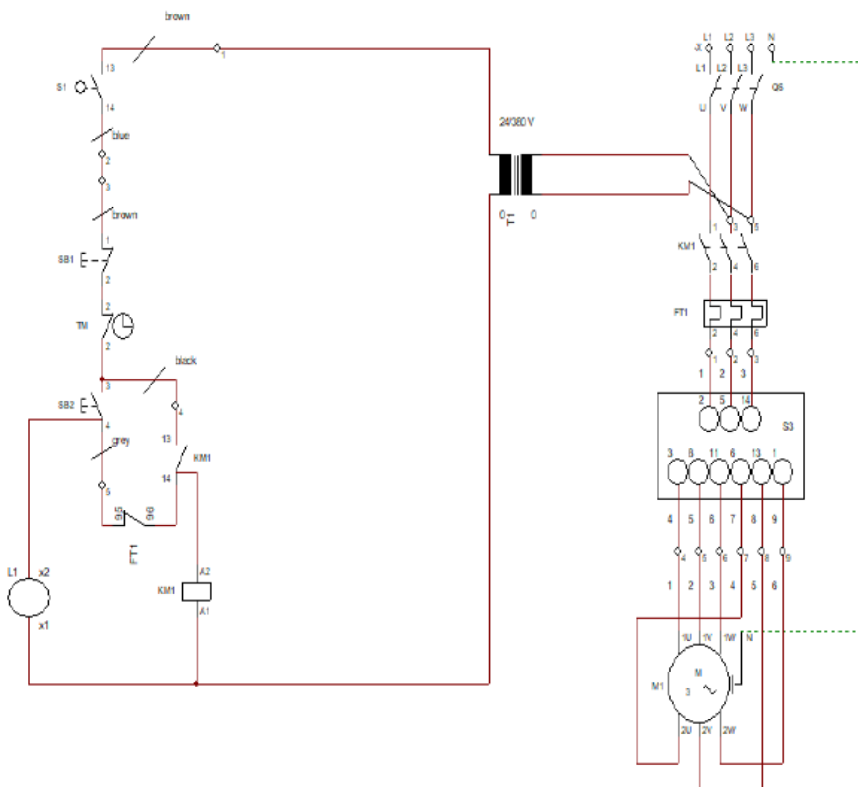 brown
L1 L2 L3 N
JX
1
13
L1 L2 L3
S1
QS
14
U V W
24/380 V
blue
2
3
0 T1 0
brown
1 3 5
1
KM1
SB1
2 4 6
2
2
TM
FT1
2
2 4 6
black
1 2 3
3
1 2 3
SB2
4
2 5 14
4
S3
grey
13
KM1
3 8 11 6 13 1
14
5
95 96
4 5 6 7 8 9
FT1
4 5 6 7 8 9
L1 x2
A2
KM1
1 2 3 4 5 6
A1
x1
1U 1V 1W N
M
M1
3
2U 2V 2W